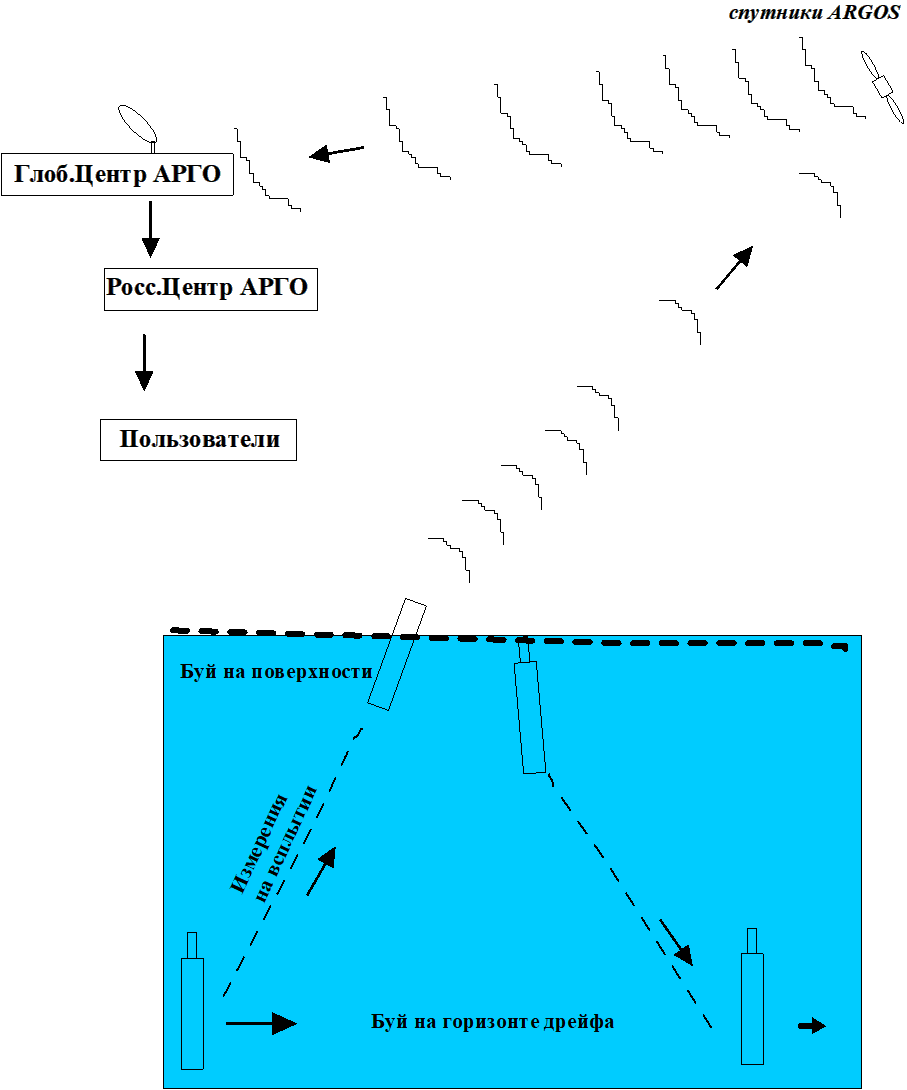 спутники ARGOS
Глоб.Центр АРГО
Росс.Центр АРГО
Пользователи
Буй на поверхности
Измерения
на всплытии
Буй на горизонте дрейфа